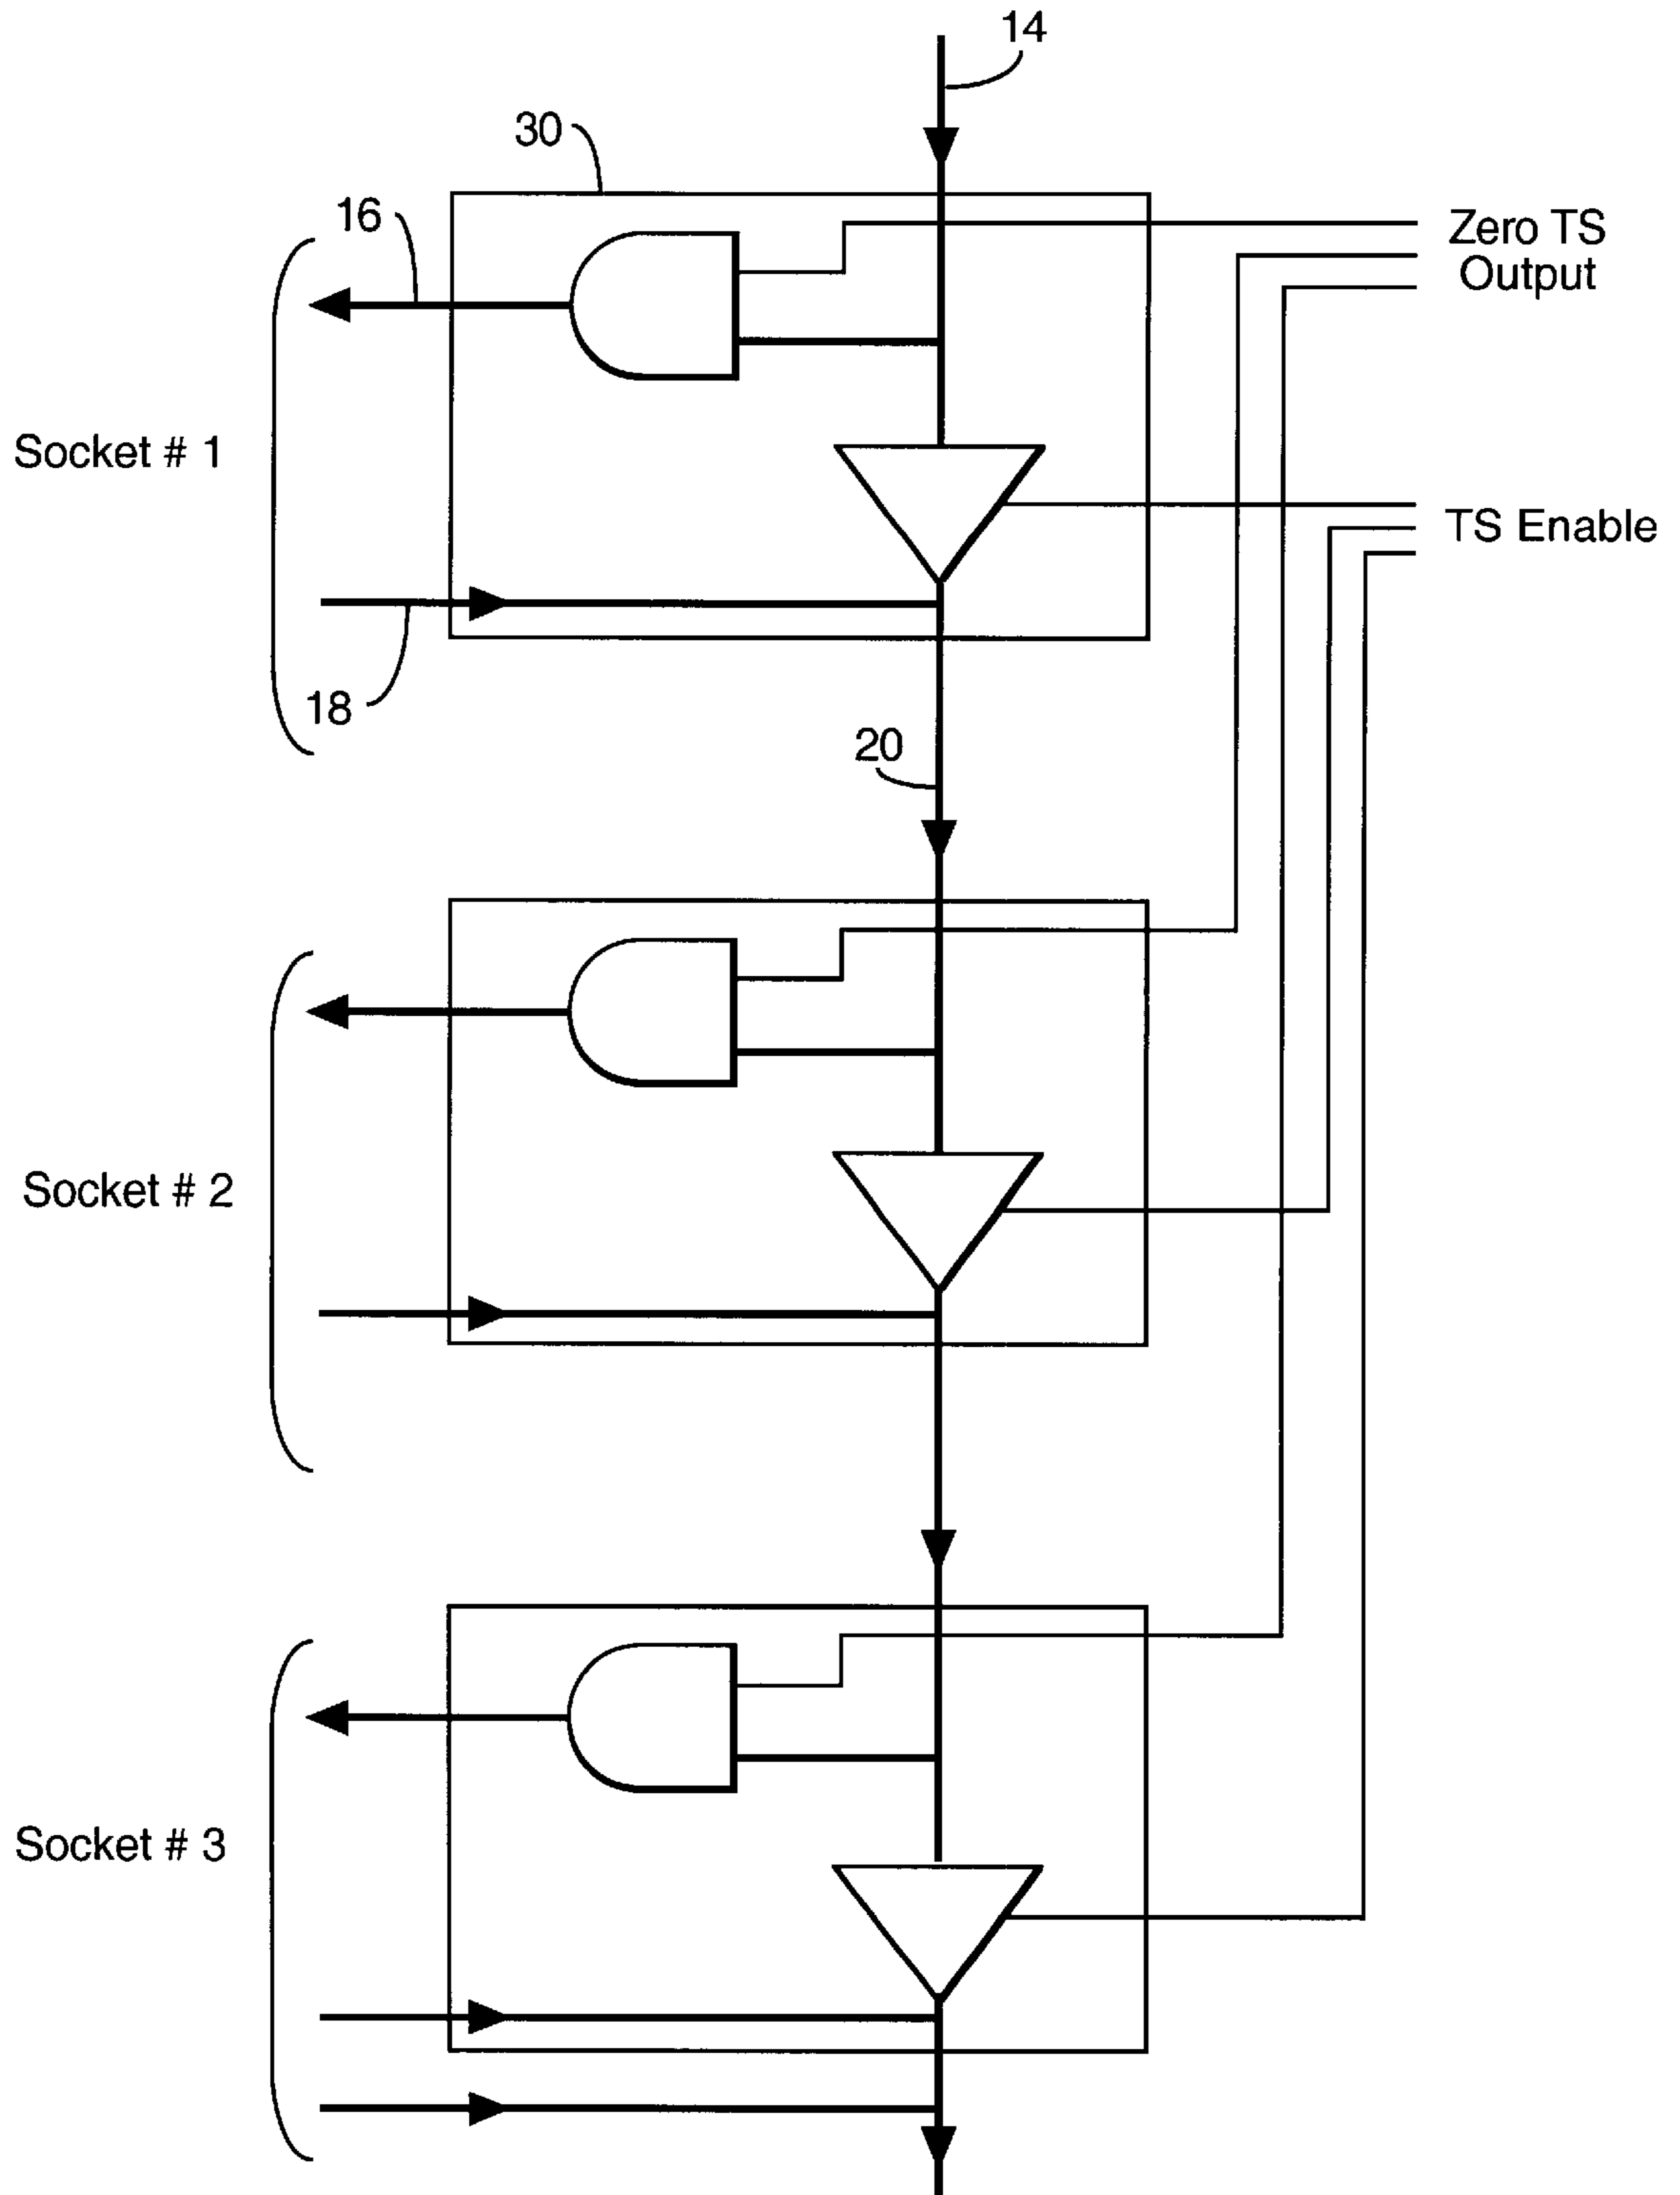 14
30
16
Zero TS
Output
Socket # 1
TS Enable
18
20
Socket # 2
Socket # 3